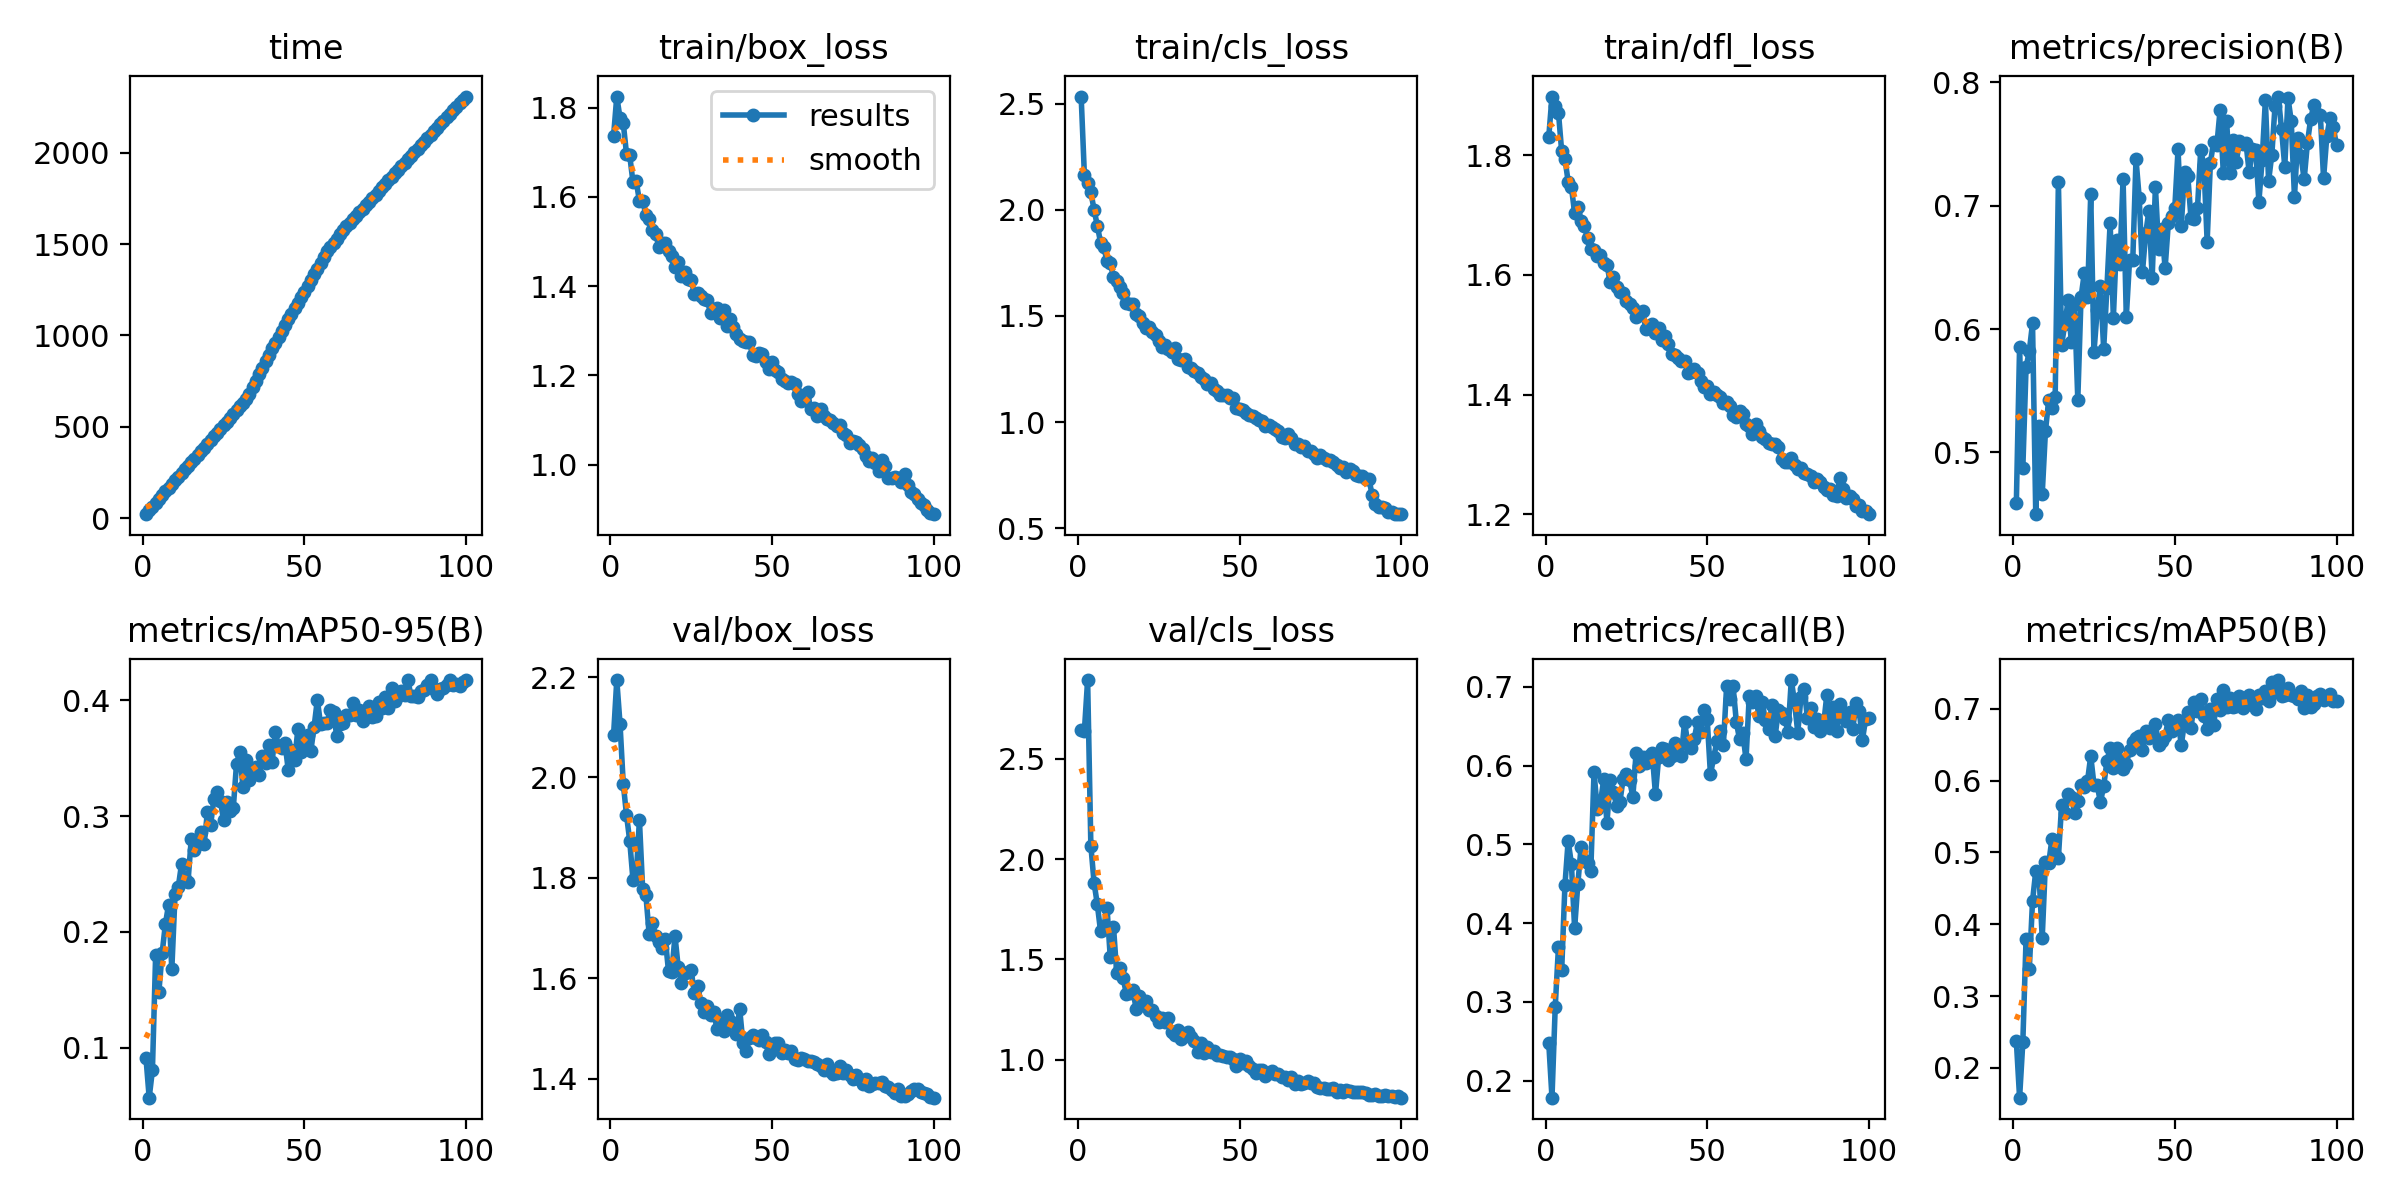 time
2000
1500
1000
500
0
0 50 100
train/box_loss
results
smooth
1.8
1.6
1.4
1.2
1.0
0 50 100
train/cls_loss
2.5
2.0
1.5
1.0
0.5
0 50 100
train/dfl_loss
1.8
1.6
1.4
1.2
0 50 100
metrics/precision(B)
0.8
0.7
0.6
0.5
0 50 100
metrics/mAP50-95(B)
0.4
0.3
0.2
0.1
0 50 100
val/box_loss
2.2
2.0
1.8
1.6
1.4
0 50 100
val/cls_loss
2.5
2.0
1.5
1.0
0 50 100
metrics/recall(B)
0.7
0.6
0.5
0.4
0.3
0.2
0 50 100
metrics/mAP50(B)
0.7
0.6
0.5
0.4
0.3
0.2
0 50 100